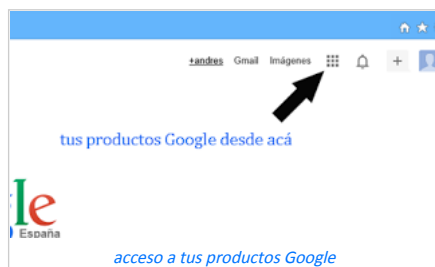 +andres Gmail Imágenes
tus productos Google desde acá
le
España
acceso a tus productos Google